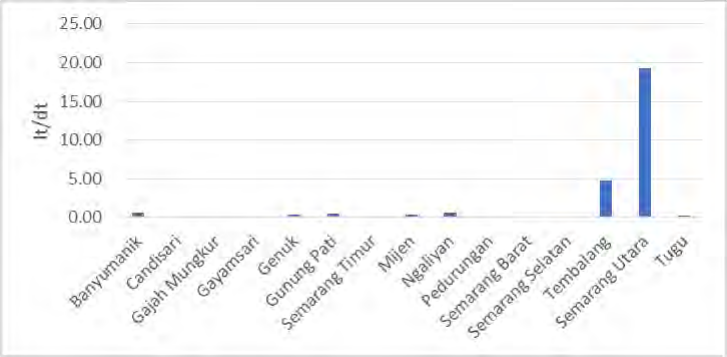 25.00
20.00
15.00
10.00
5.00
0.00
lt/dt
Banyumanik
Candisari
Gajah Mungkur
Gayamsari
Genuk
Gunung Pati
Semarang Timur
Mijen
Ngaliyan
Pedurungan
Semarang Barat
Semarang Selatan
Tembalang
Semarang Utara
Tugu